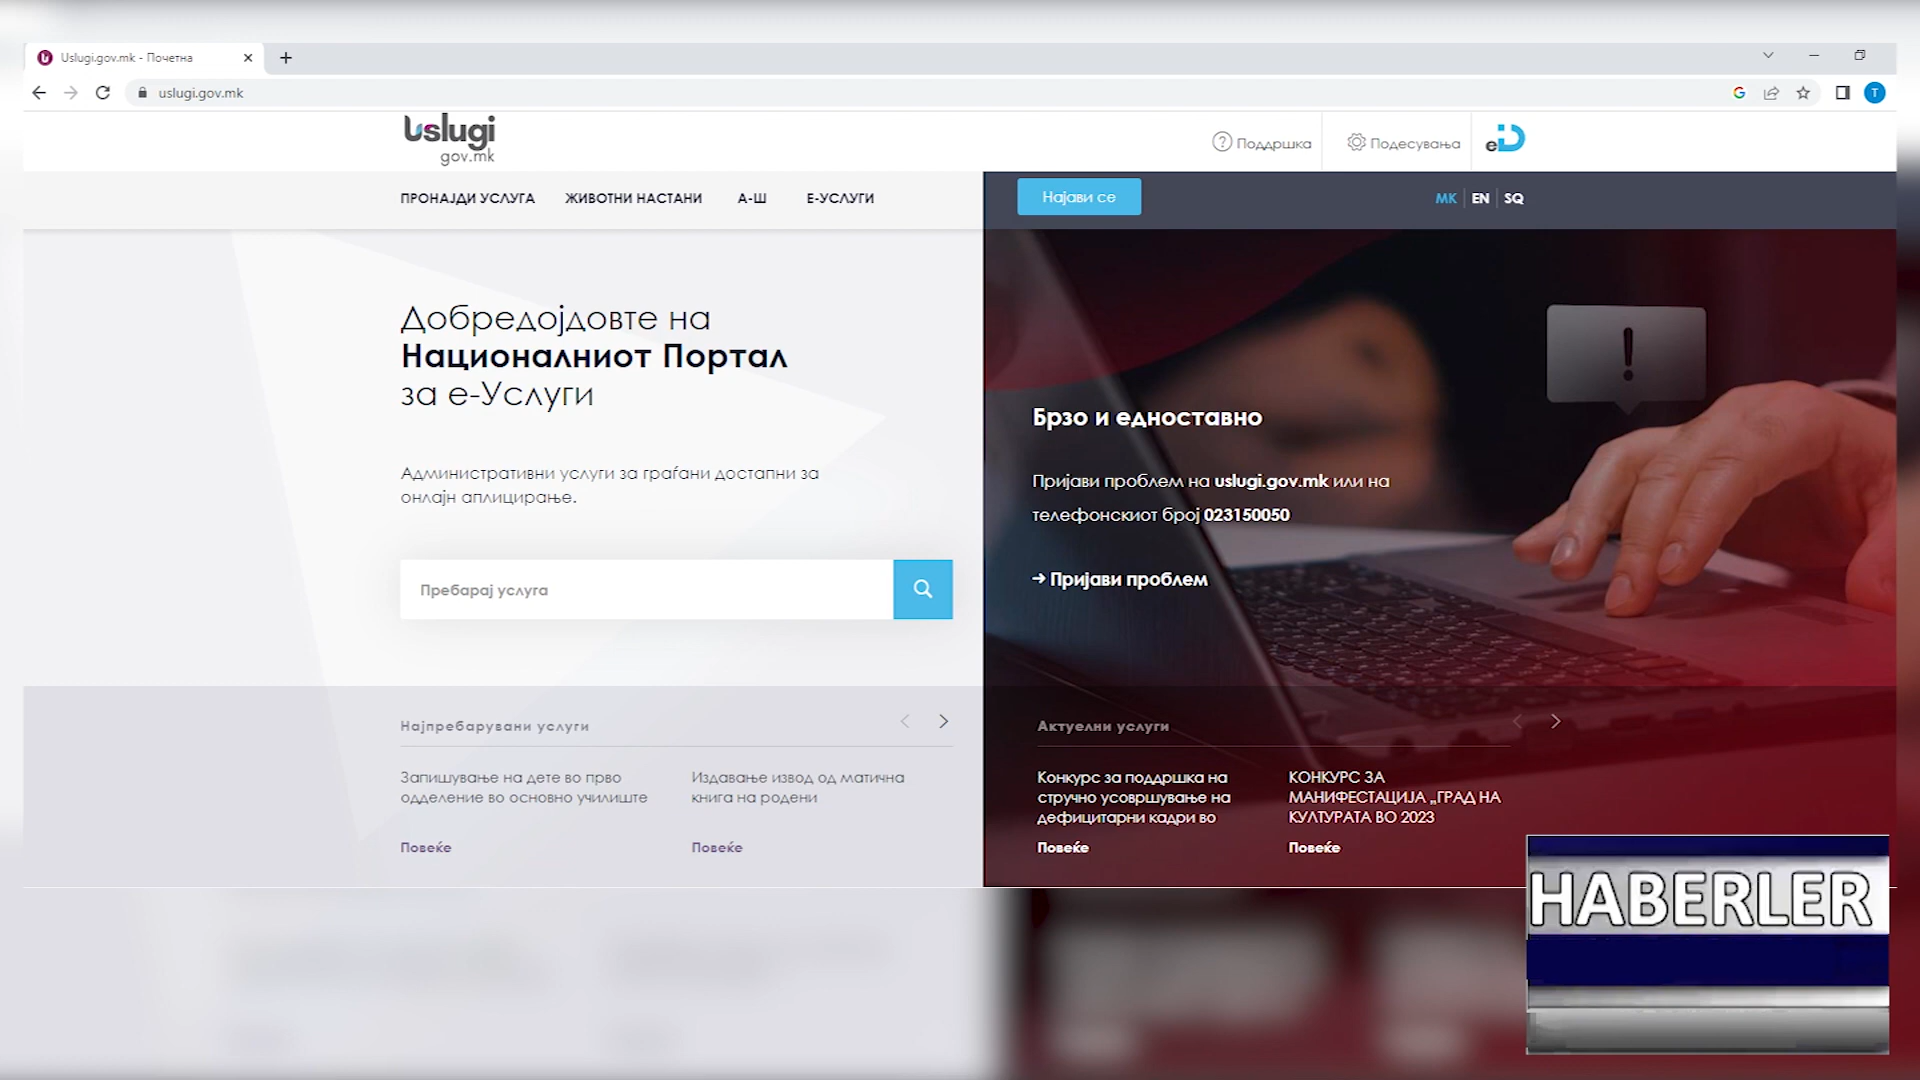 Uslugi.gov.mk - Почетна
uslugi.gov.mk
T
Uslugi
gov.mk
Поддршка
Подесувања
eID
ПРОНАЈДИ УСЛУГА
ЖИВОТНИ НАСТАНИ
А-Ш
Е-УСЛУГИ
Најави се
МК
EN
SQ
Добредојдовте на
Националниот Портал
за е-Услуги
Административни услуги за граѓани достапни за
онлајн аплицирање.
Пребарај услуга
Брзо и едноставно
Пријави проблем на uslugi.gov.mk или на
телефонскиот број 023150050
→ Пријави проблем
Најпребарувани услуги
Запишување на дете во прво
одделение во основно училиште
Повеќе
Издавање извод од матична
книга на родени
Повеќе
Актуелни услуги
Конкурс за поддршка на
стручно усовршување на
дефицитарни кадри во
Повеќе
КОНКУРС ЗА
МАНИФЕСТАЦИЈА „ГРАД НА
КУЛТУРАТА ВО 2023
Повеќе
HABERLER